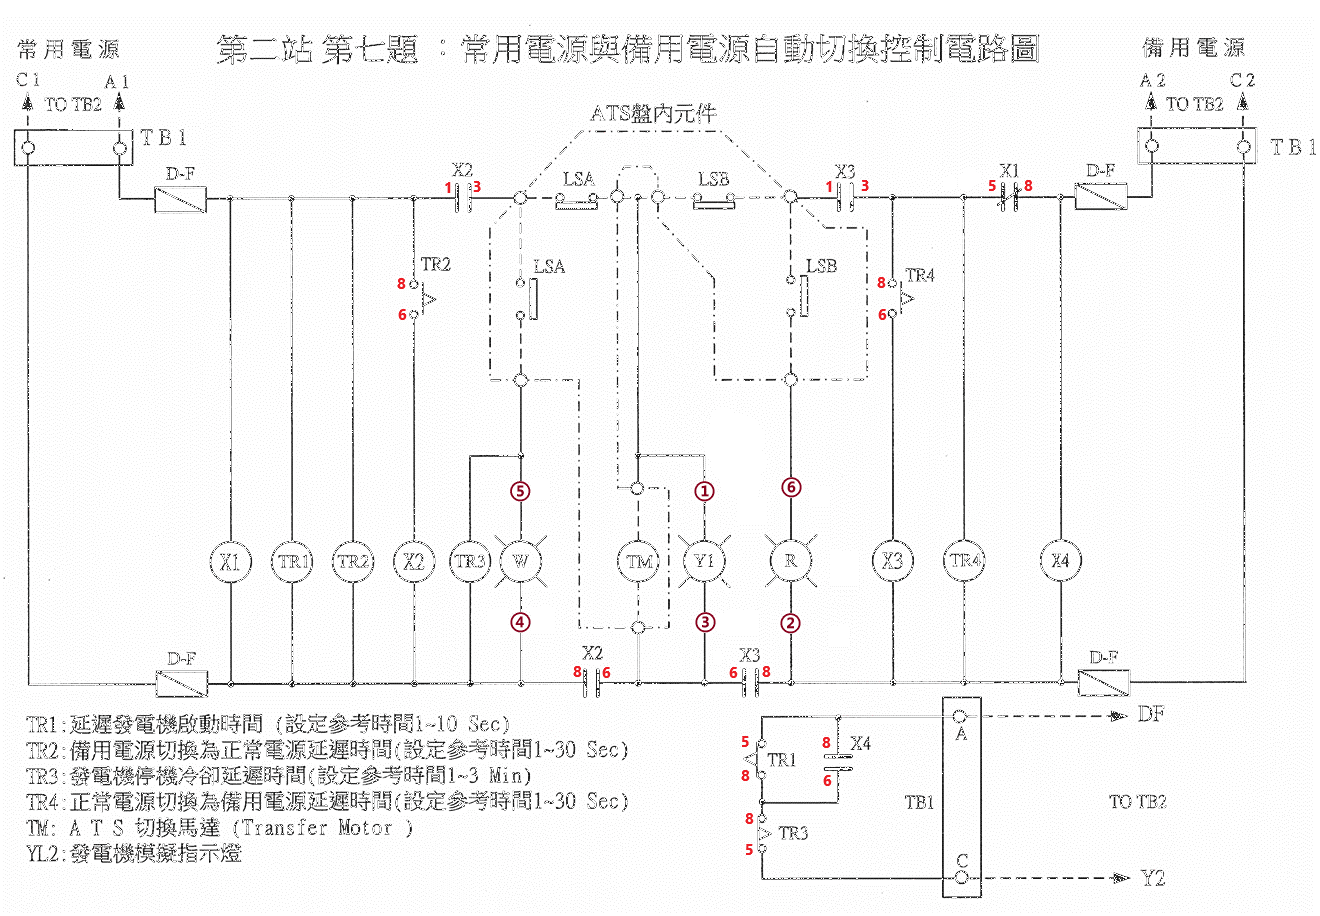 第二站 第七題 ：常用電源與備用電源自動切換控制電路圖
常用電源
備用電源
C1
A1
TO TB2
A2
C2
TO TB2
TB1
TB1
ATS盤內元件
D-F
X2
1
3
LSA
LSB
X3
1
3
X1
5
8
D-F
TR2
8
6
LSA
LSB
TR4
8
6
⑤
①
⑥
X1
TR1
TR2
X2
TR3
W
TM
Y1
R
X3
TR4
X4
④
③
②
D-F
X2
8
6
X3
6
8
D-F
TR1:延遲發電機啟動時間 (設定參考時間1~10 Sec)
TR2:備用電源切換為正常電源延遲時間(設定參考時間1~30 Sec)
TR3:發電機停機冷卻延遲時間(設定參考時間1~3 Min)
TR4:正常電源切換為備用電源延遲時間(設定參考時間1~30 Sec)
TM: A T S 切換馬達 (Transfer Motor )
YL2:發電機模擬指示燈
5
TR1
8
8
X4
6
8
TR3
5
TB1
A
C
DF
TO TB2
Y2